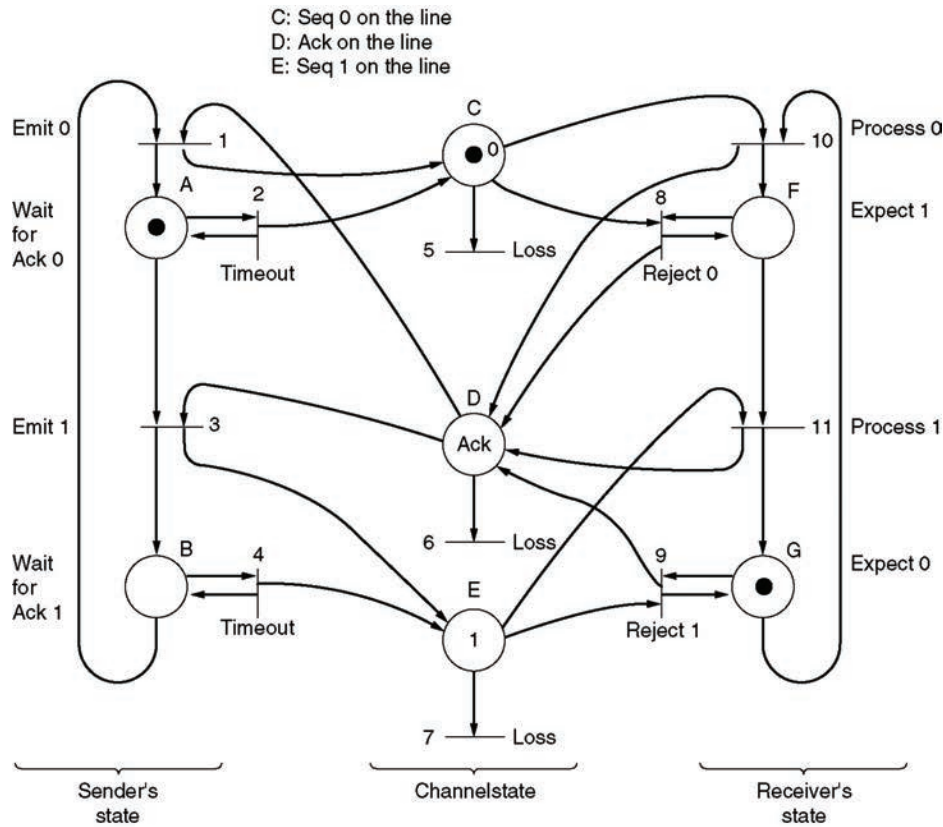 C: Seq 0 on the line
D: Ack on the line
E: Seq 1 on the line
C
Emit 0
1
0
10
Process 0
A
2
8
F
Wait
for
Ack 0
Expect 1
Timeout
5
Loss
Reject 0
D
Emit 1
3
Ack
11
Process 1
6
Loss
B
4
9
G
Wait
for
Ack 1
Expect 0
E
Timeout
1
Reject 1
7
Loss
Sender's
state
Channelstate
Receiver's
state